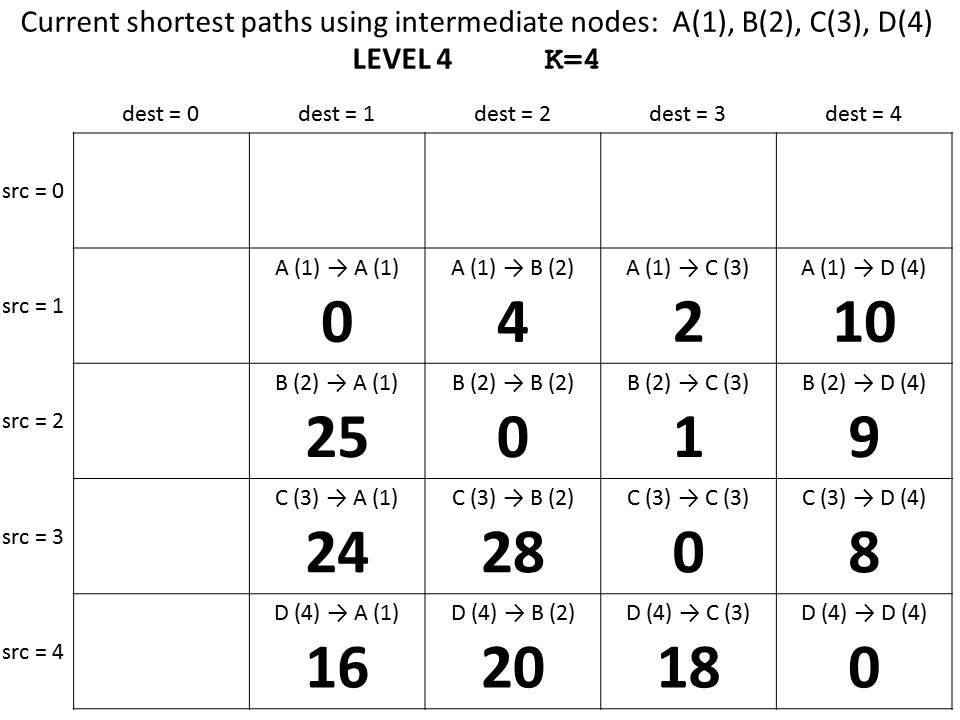 Current shortest paths using intermediate nodes: A(1), B(2), C(3), D(4)
LEVEL 4 K=4
dest = 0 dest = 1 dest = 2 dest = 3 dest = 4
src = 0
A (1) → A (1) A (1) → B (2) A (1) → C (3) A (1) → D (4)
src = 1 0 4 2 10
B (2) → A (1) B (2) → B (2) B (2) → C (3) B (2) → D (4)
src = 2 25 0 1 9
C (3) → A (1) C (3) → B (2) C (3) → C (3) C (3) → D (4)
src = 3 24 28 0 8
D (4) → A (1) D (4) → B (2) D (4) → C (3) D (4) → D (4)
src = 4 16 20 18 0